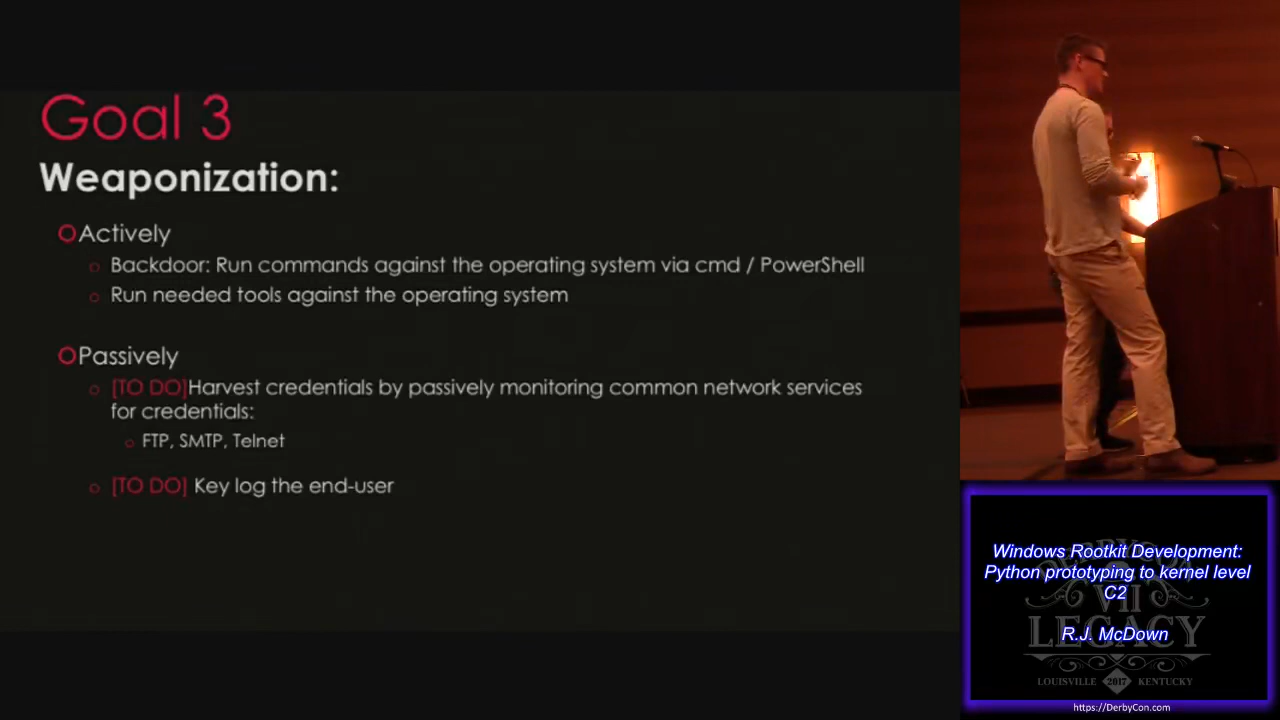 Goal 3
Weaponization:
Actively
Backdoor: Run commands against the operating system via cmd / PowerShell
Run needed tools against the operating system
Passively
[TO DO]Harvest credentials by passively monitoring common network services
for credentials:
FTP, SMTP, Telnet
[TO DO] Key log the end-user
Windows Rootkit Development:
Python prototyping to kernel level
C2
R.J. McDown
DERBYCON
VII
LEGACY
LOUISVILLE 2017 KENTUCKY
https://DerbyCon.com